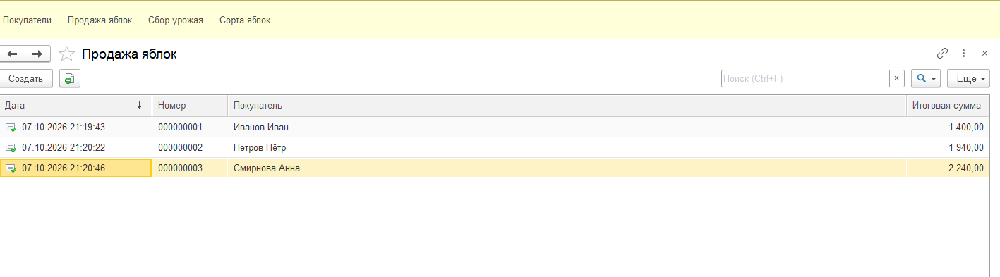 Покупатели Продажа яблок Сбор урожая Сорта яблок
Продажа яблок
Создать Поиск (Ctrl+F) × Еще
Дата ↓ Номер Покупатель Итоговая сумма
07.10.2026 21:19:43 000000001 Иванов Иван 1 400,00
07.10.2026 21:20:22 000000002 Петров Пётр 1 940,00
07.10.2026 21:20:46 000000003 Смирнова Анна 2 240,00